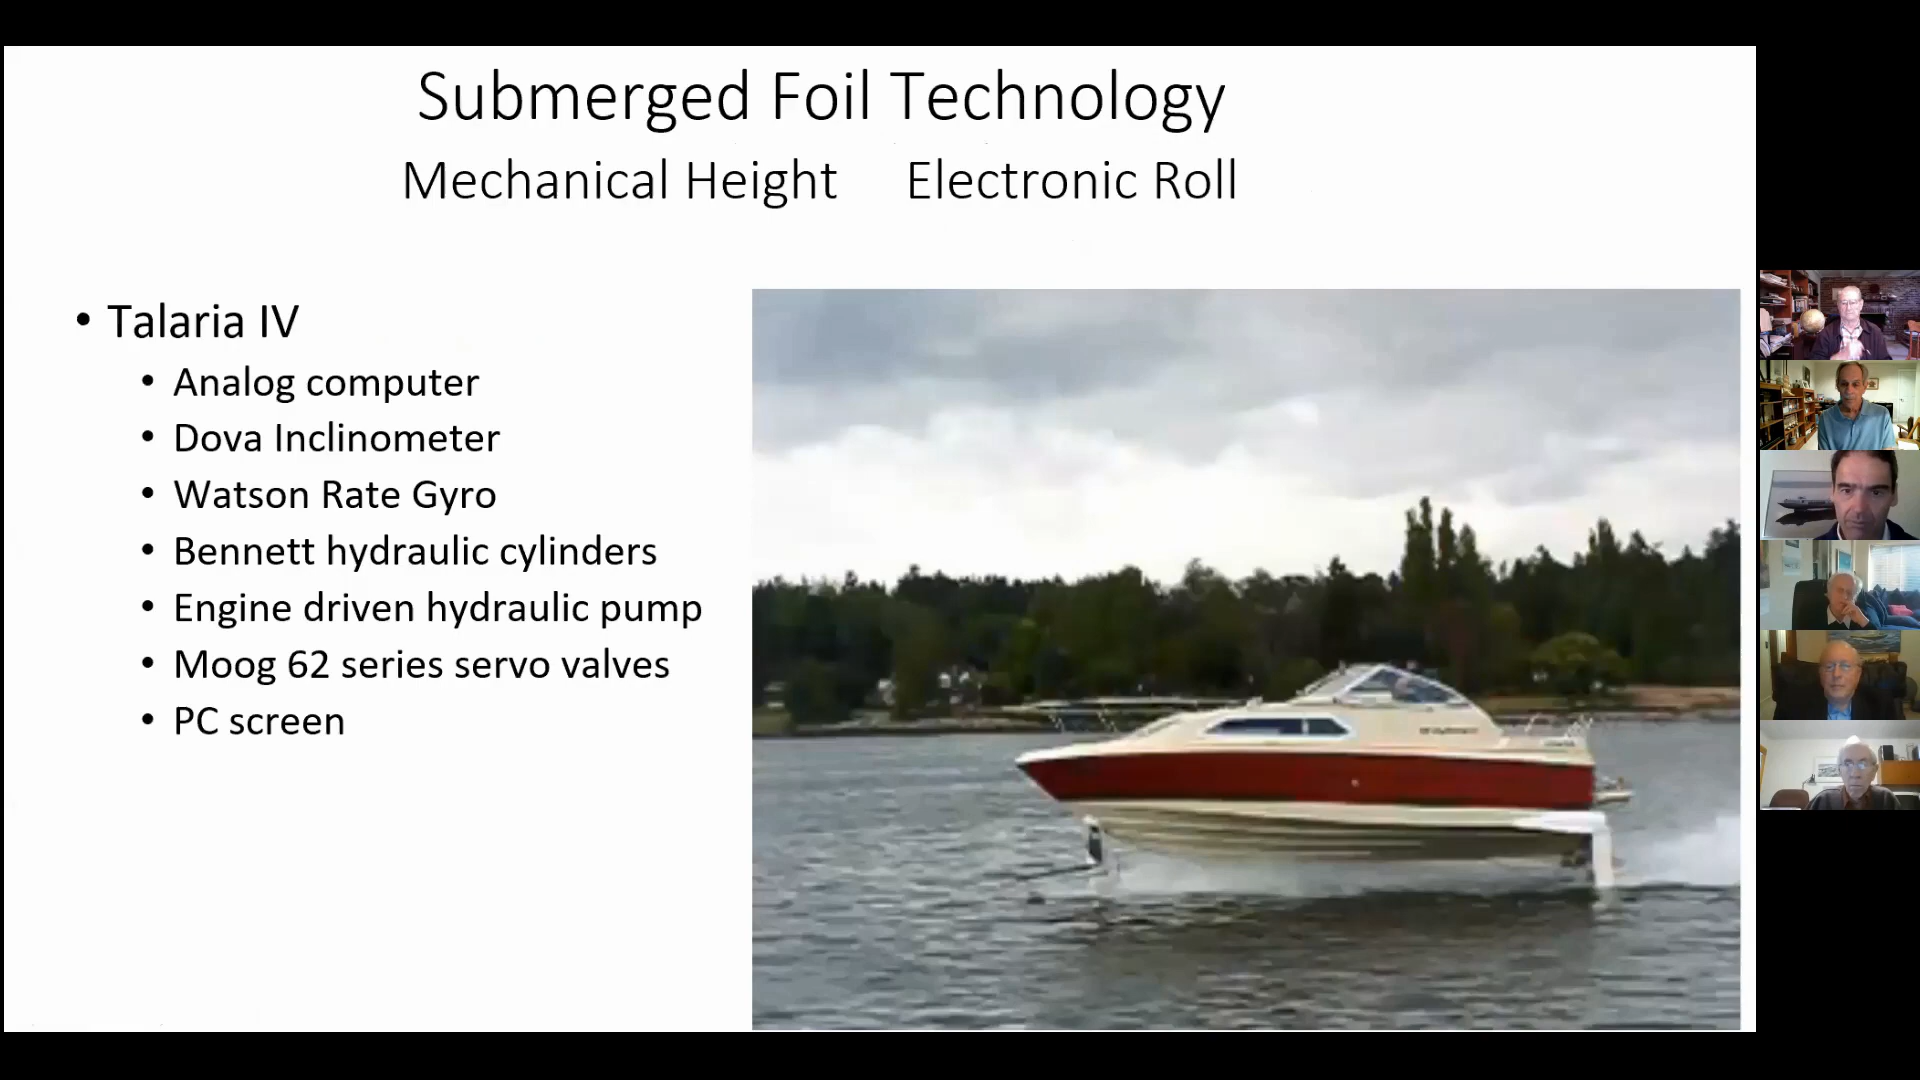 Submerged Foil Technology
Mechanical Height Electronic Roll
• Talaria IV
• Analog computer
• Dova Inclinometer
• Watson Rate Gyro
• Bennett hydraulic cylinders
• Engine driven hydraulic pump
• Moog 62 series servo valves
• PC screen